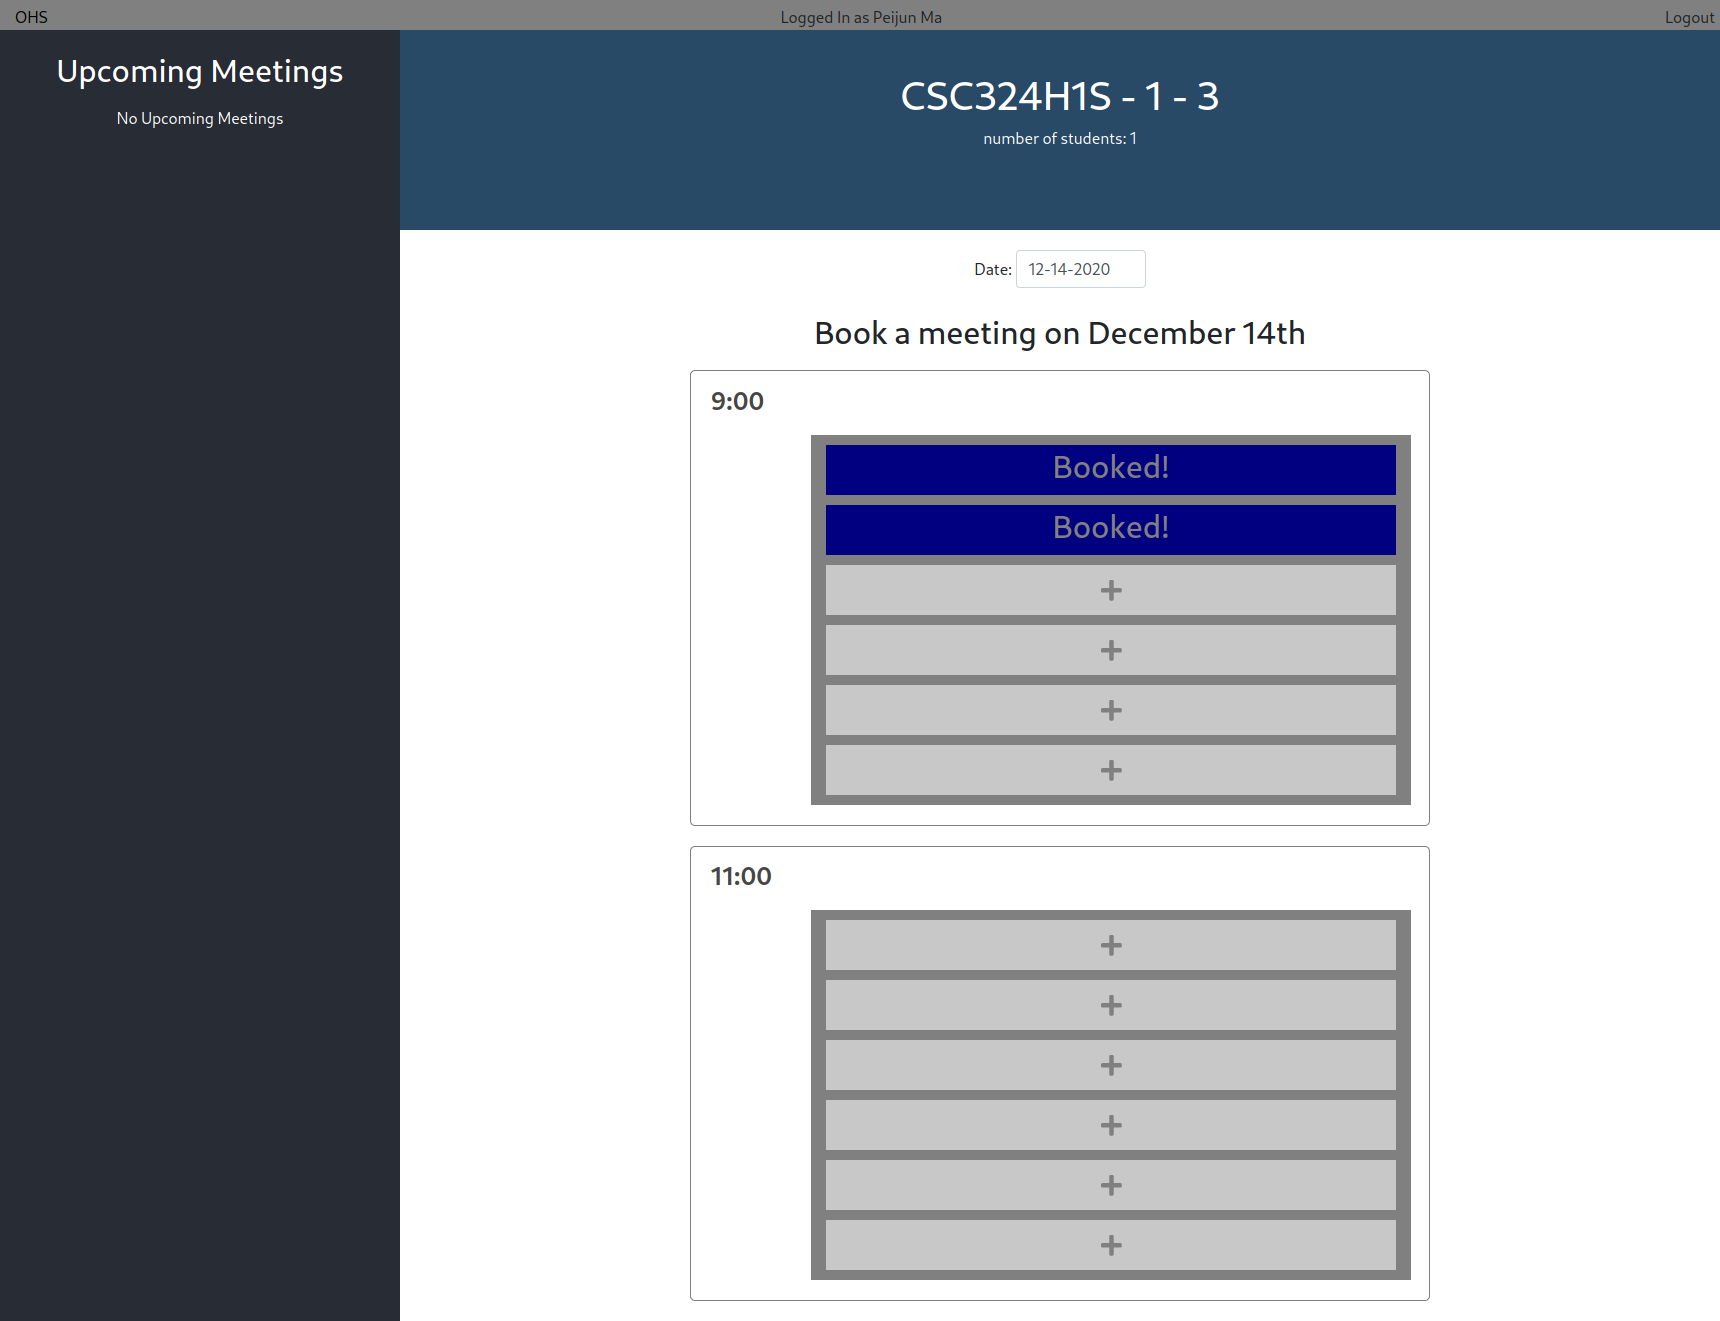 OHS
Logged In as Peijun Ma
Logout
Upcoming Meetings
No Upcoming Meetings
CSC324H1S - 1 - 3
number of students: 1
Date: 12-14-2020
Book a meeting on December 14th
9:00
Booked!
Booked!
+
+
+
+
11:00
+
+
+
+
+
+